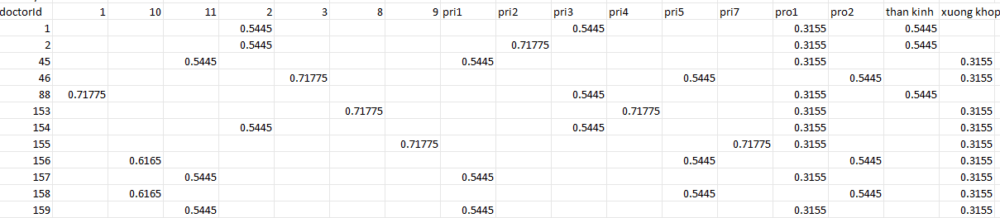 doctorId 1 10 11 2 3 8 9 pri1 pri2 pri3 pri4 pri5 pri7 pro1 pro2 than kinh xuong khop
1 0.5445 0.5445 0.3155 0.5445
2 0.5445 0.71775 0.3155 0.5445
45 0.5445 0.5445 0.3155 0.3155
46 0.71775 0.5445 0.5445 0.3155
88 0.71775 0.5445 0.3155 0.5445
153 0.71775 0.71775 0.3155 0.3155
154 0.5445 0.5445 0.3155 0.3155
155 0.71775 0.71775 0.3155 0.3155
156 0.6165 0.5445 0.5445 0.3155
157 0.5445 0.5445 0.3155 0.3155
158 0.6165 0.5445 0.5445 0.3155
159 0.5445 0.5445 0.3155 0.3155